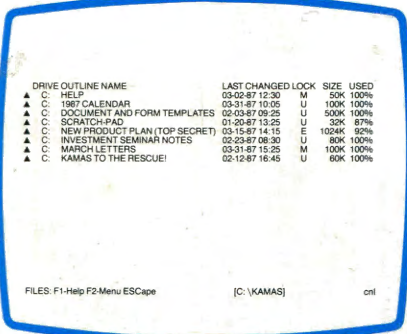 DRIVE OUTLINE NAME LAST CHANGED LOCK SIZE USED
▲ C: HELP 03-02-87 12:30 M 50K 100%
▲ C: 1987 CALENDAR 03-31-87 10:05 U 100K 100%
▲ C: DOCUMENT AND FORM TEMPLATES 02-03-87 09:25 U 500K 100%
▲ C: SCRATCH-PAD 01-20-87 13:25 U 32K 87%
▲ C: NEW PRODUCT PLAN (TOP SECRET) 03-15-87 14:15 E 1024K 92%
▲ C: INVESTMENT SEMINAR NOTES 02-23-87 08:30 U 80K 100%
▲ C: MARCH LETTERS 03-31-87 15:25 M 100K 100%
▲ C: KAMAS TO THE RESCUE! 02-12-87 16:45 U 60K 100%
FILES: F1-Help F2-Menu ESCape [C: \KAMAS] cnl